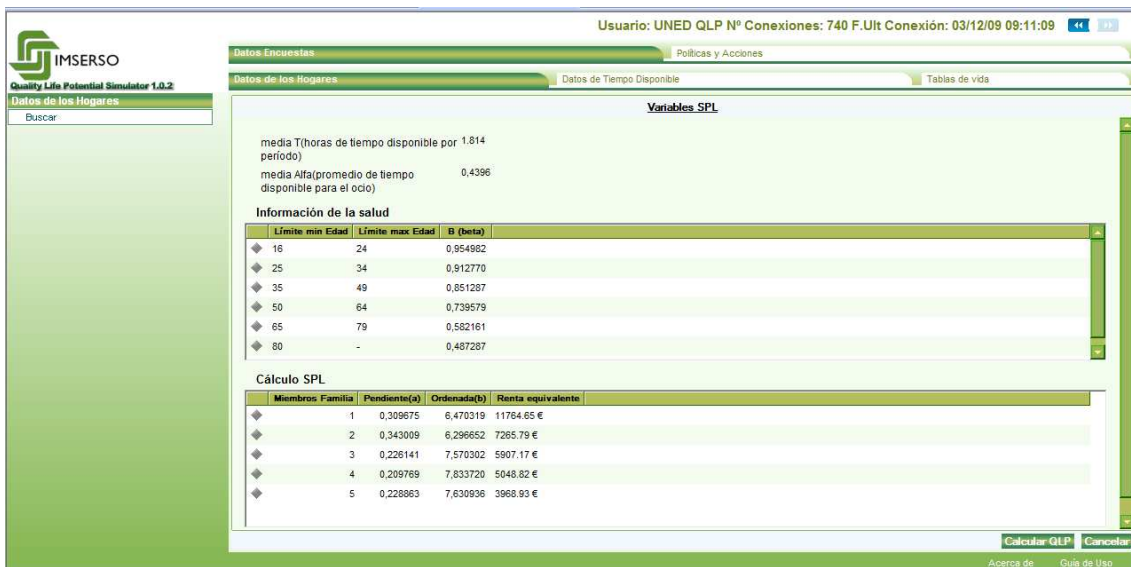 Usuario: UNED QLP Nº Conexiones: 740 F.Ult Conexión: 03/12/09 09:11:09
IMSERSO
Quality Life Potential Simulator 1.0.2
Datos Encuestas Políticas y Acciones
Datos de los Hogares Datos de Tiempo Disponible Tablas de vida
Datos de los Hogares
Buscar
Variables SPL
media T(horas de tiempo disponible por 1.814
período)
media Alfa(promedio de tiempo 0,4396
disponible para el ocio)
Información de la salud
Límite min Edad Límite max Edad B (beta)
16 24 0,954982
25 34 0,912770
35 49 0,851287
50 64 0,739579
65 79 0,582161
80 - 0,487287
Cálculo SPL
Miembros Familia Pendiente(a) Ordenada(b) Renta equivalente
1 0,309675 6,470319 11764.65 €
2 0,343009 6,296652 7265.79 €
3 0,226141 7,570302 5907.17 €
4 0,209769 7,833720 5048.82 €
5 0,228863 7,630936 3968.93 €
Calcular QLP Cancelar
Acerca de Guía de Uso